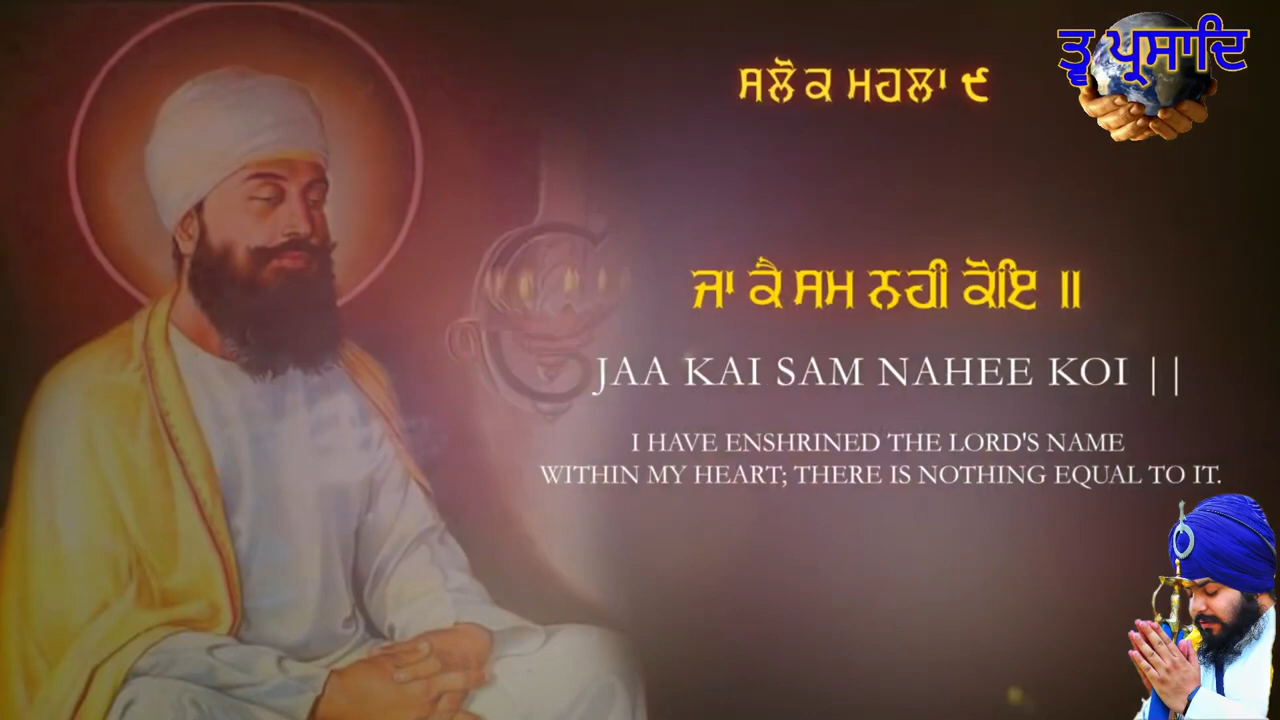 ਤ੍ਵ ਪ੍ਰਸਾਦਿ
ਸਲੋਕ ਮਹਲਾ ੯
ਜਾ ਕੈ ਸਮ ਨਹੀ ਕੋਇ ॥
JAA KAI SAM NAHEE KOI ||
I HAVE ENSHRINED THE LORD'S NAME
WITHIN MY HEART; THERE IS NOTHING EQUAL TO IT.